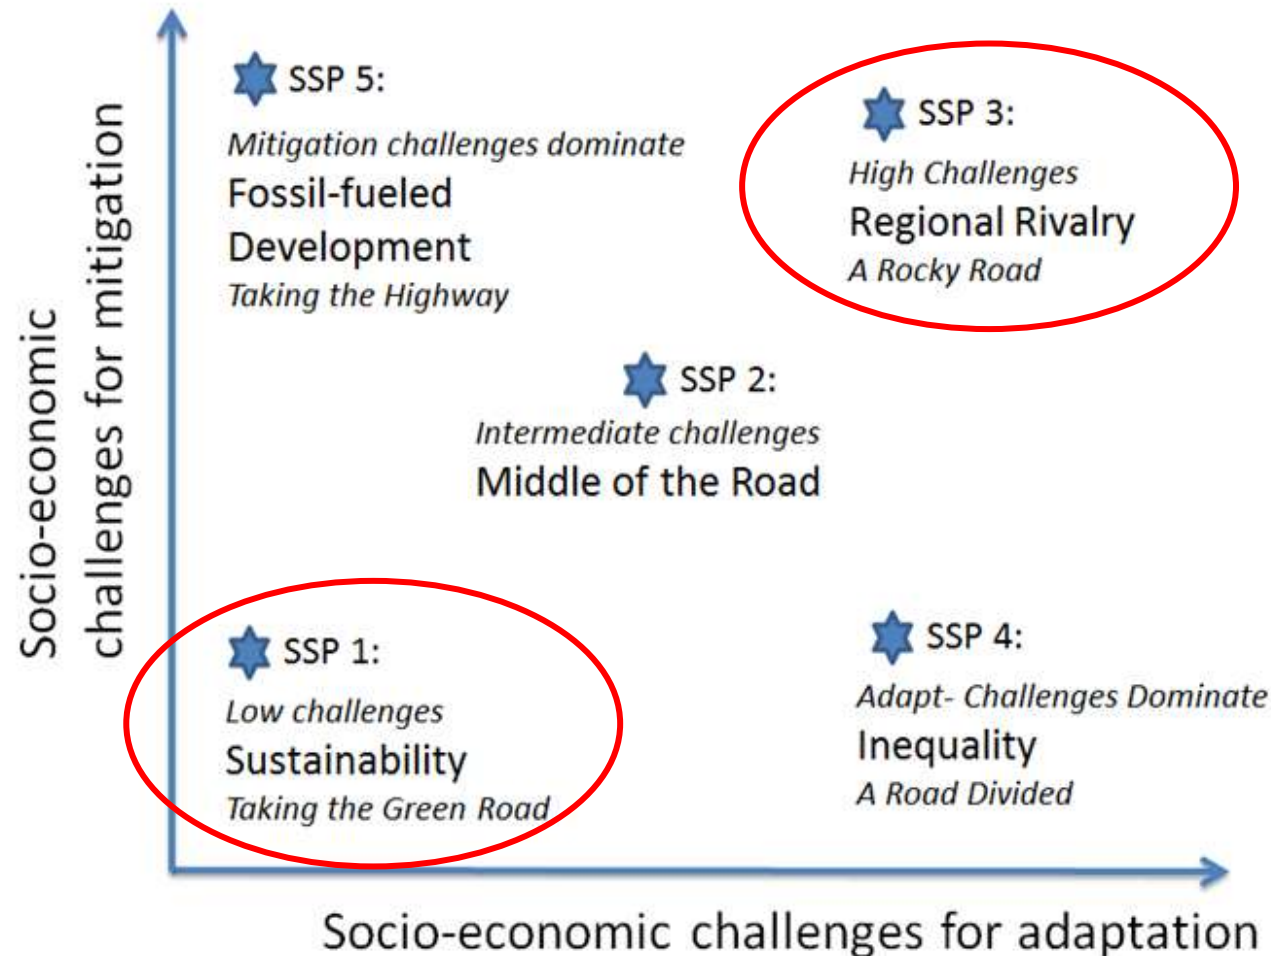 Socio-economic
challenges for mitigation
SSP 5:
Mitigation challenges dominate
Fossil-fueled
Development
Taking the Highway
SSP 3:
High Challenges
Regional Rivalry
A Rocky Road
SSP 2:
Intermediate challenges
Middle of the Road
SSP 1:
Low challenges
Sustainability
Taking the Green Road
SSP 4:
Adapt- Challenges Dominate
Inequality
A Road Divided
Socio-economic challenges for adaptation